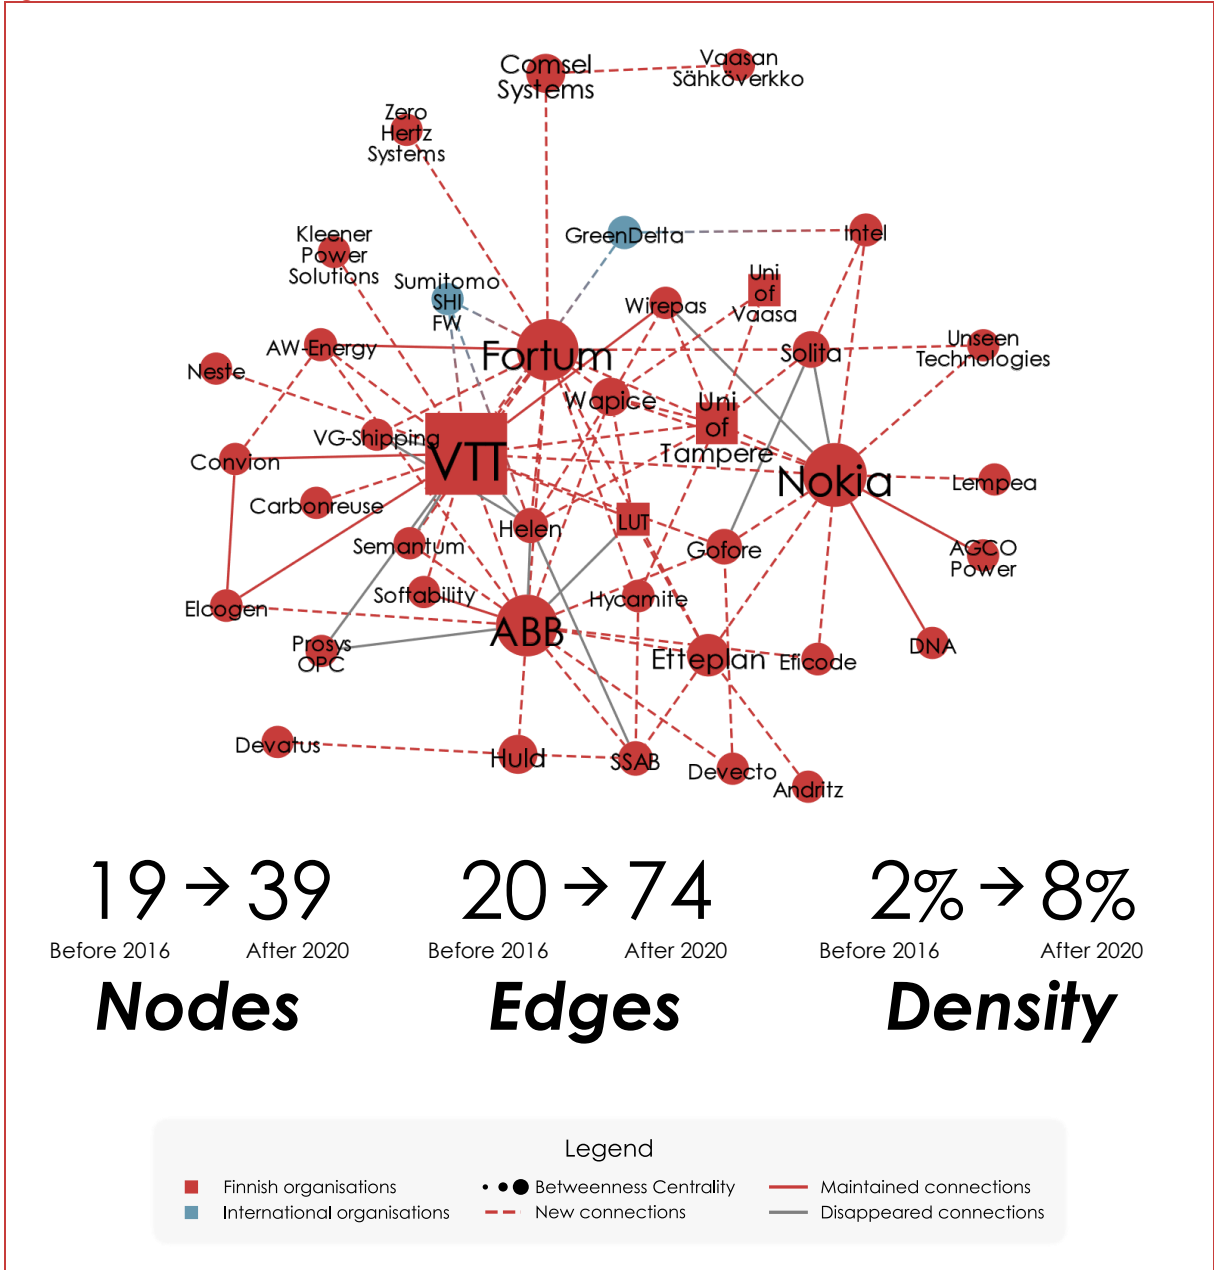 Comsel
Systems
Vaasan
Sähköverkko
Zero
Hertz
Systems
GreenDelta
Intel
Kleener
Power
Solutions
Sumitomo
SHI
FW
Wirepas
Uni
of
Vaasa
AW-Energy
Fortum
Solita
Unseen
Technologies
Neste
Wapice
Uni
of
Tampere
VG-Shipping
VTT
Convion
Nokia
Lempea
Carbonreuse
Semantum
Helen
LUT
Gofore
AGCO
Power
Softability
Hycamite
Elcogen
ABB
Prosys
OPC
Etteplan
Eficode
DNA
Devatus
Huld
SSAB
Devecto
Andritz
19 → 39
Before 2016 After 2020
Nodes
20 → 74
Before 2016 After 2020
Edges
2% → 8%
Before 2016 After 2020
Density
Legend
Finnish organisations
International organisations
Betweenness Centrality
New connections
Maintained connections
Disappeared connections